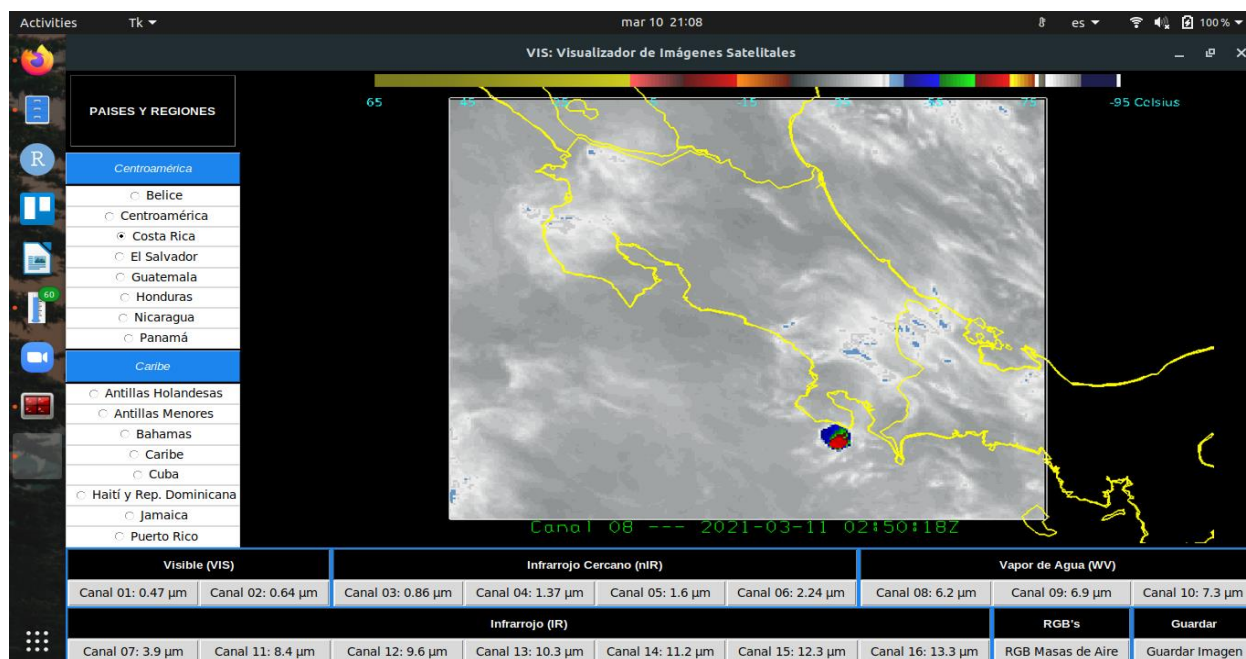 Activities Tk mar 10 21:08 es 100 %
VIS: Visualizador de Imágenes Satelitales
65 45 -15 -75 -95 Celsius
PAISES Y REGIONES
Centroamérica
Belice
Centroamérica
Costa Rica
El Salvador
Guatemala
Honduras
Nicaragua
Panamá
Caribe
Antillas Holandesas
Antillas Menores
Bahamas
Caribe
Cuba
Haití y Rep. Dominicana
Jamaica
Puerto Rico
R
60
Canal 08 --- 2021-03-11 02:50:18Z
Visible (VIS) Infrarrojo Cercano (nIR) Vapor de Agua (WV)
Canal 01: 0.47 µm Canal 02: 0.64 µm Canal 03: 0.86 µm Canal 04: 1.37 µm Canal 05: 1.6 µm Canal 06: 2.24 µm Canal 08: 6.2 µm Canal 09: 6.9 µm Canal 10: 7.3 µm
Infrarrojo (IR) RGB's Guardar
Canal 07: 3.9 µm Canal 11: 8.4 µm Canal 12: 9.6 µm Canal 13: 10.3 µm Canal 14: 11.2 µm Canal 15: 12.3 µm Canal 16: 13.3 µm RGB Masas de Aire Guardar Imagen